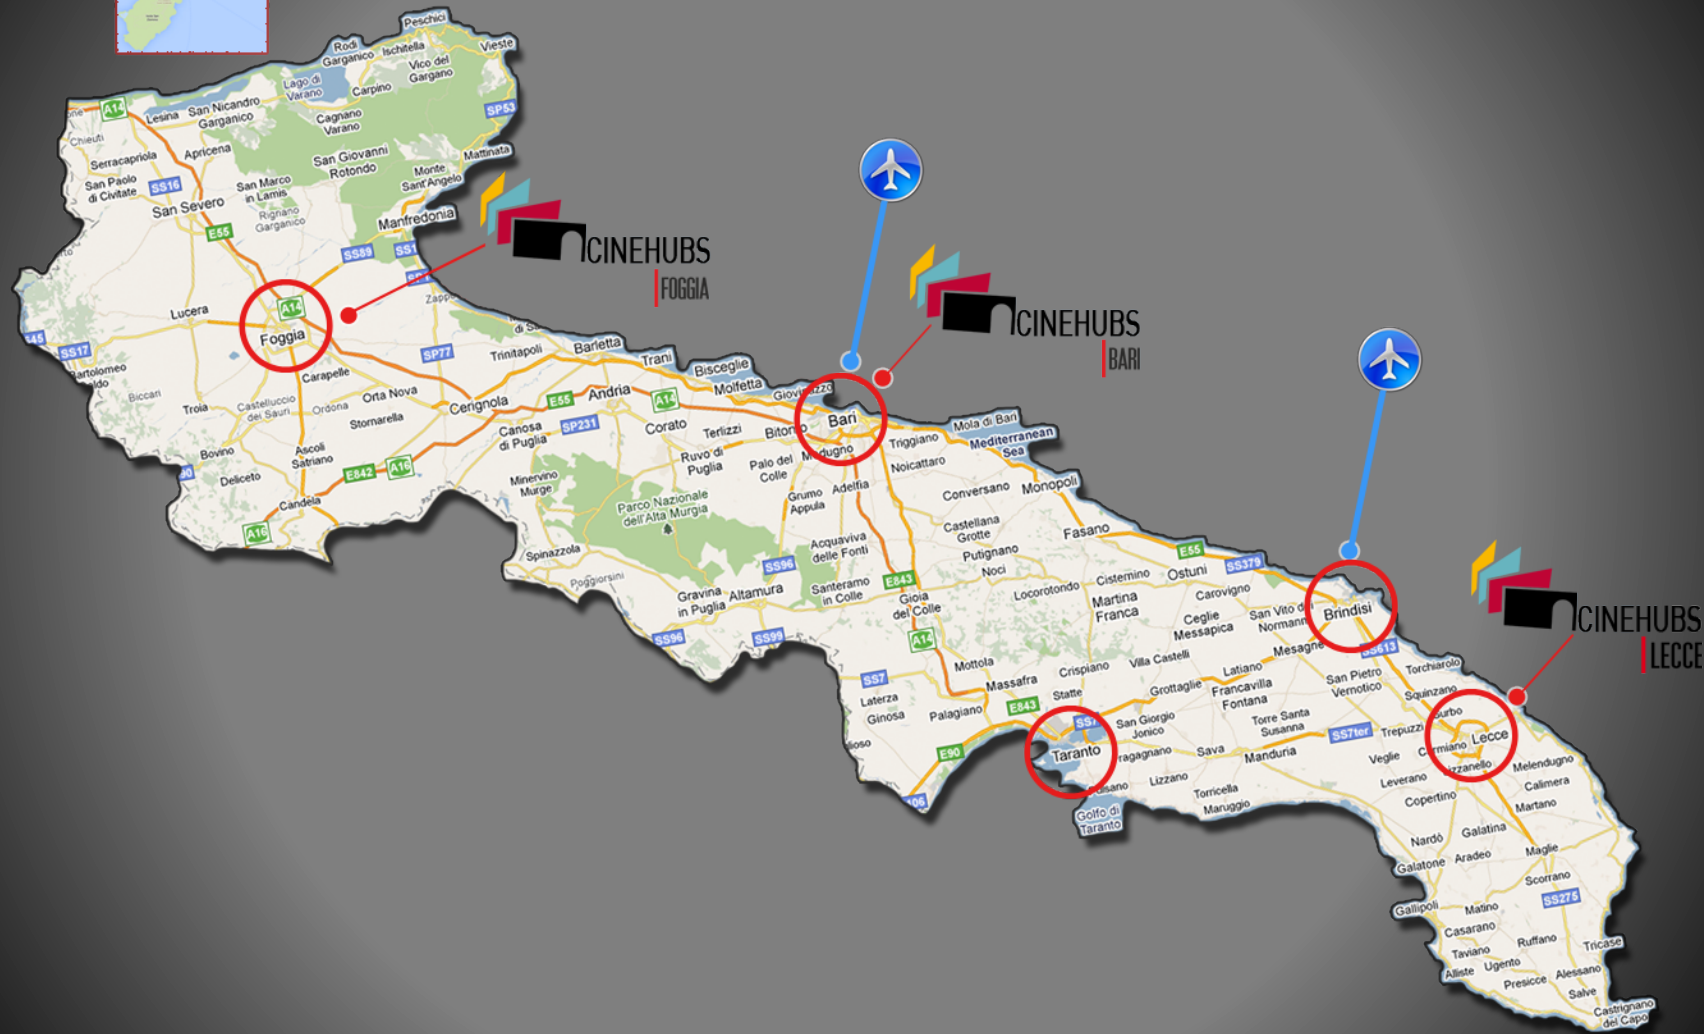 Peschici
Rodi
Garganico
Ischitella
Vieste
Vico del
Gargano
Lago di
Varano
Carpino
A14
Lesina
San Nicandro
Garganico
Cagnano
Varano
SP53
Chieuti
Serracapriola
Apricena
San Giovanni
Rotondo
Mattinata
San Paolo
di Civitate
SS16
San Marco
in Lamis
Monte
Sant'Angelo
San Severo
Rignano
Garganico
Manfredonia
E55
SS89
CINEHUBS
FOGGIA
Lucera
A14
Foggia
SS17
SP77
Carapelle
Trinitapoli
Barletta
Trani
Bisceglie
Molfetta
CINEHUBS
BARI
Biccari
Troia
Castelluccio
dei Sauri
Ordona
Orta Nova
Stornarella
Cerignola
E55
Andria
A14
SP231
Canosa
di Puglia
Corato
Terlizzi
Bari
Triggiano
Mola di Bari
Mediterranean
Sea
Bovino
Ascoli
Satriano
Deliceto
E842
A16
Candela
A16
Ruvo di
Puglia
Palo del
Colle
Noicattaro
Minervino
Murge
Parco Nazionale
dell'Alta Murgia
Grumo
Appula
Adelfia
Conversano
Monopoli
Spinazzola
Poggiorsini
Acquaviva
delle Fonti
Castellana
Grotte
Putignano
Noci
Fasano
E55
SS379
SS96
Gravina
in Puglia
Altamura
Santeramo
in Colle
E843
Gioia
del Colle
Locorotondo
Cisternino
Ostuni
Martina
Franca
Carovigno
Ceglie
Messapica
Brindisi
CINEHUBS
LECCE
SS96
SS99
A14
Mottola
Crispiano
Villa Castelli
Latiano
Mesagne
SS613
Torchiarolo
SS7
Massafra
Statte
Grottaglie
Francavilla
Fontana
San Pietro
Vernotico
Squinzano
Laterza
Ginosa
Palagiano
E843
San Giorgio
Jonico
Torre Santa
Susanna
SS7ter
Trepuzzi
Lecce
E90
Taranto
Sava
Manduria
Veglie
Melendugno
Lizzano
Torricella
Maruggio
Leverano
Copertino
Calimera
Martano
Golfo di
Taranto
Nardò
Galatina
Galatone
Aradeo
Maglie
Scorrano
SS275
Gallipoli
Matino
Casarano
Taviano
Ruffano
Tricase
Alliste
Ugento
Presicce
Alessano
Salve
Castrignano
del Capo